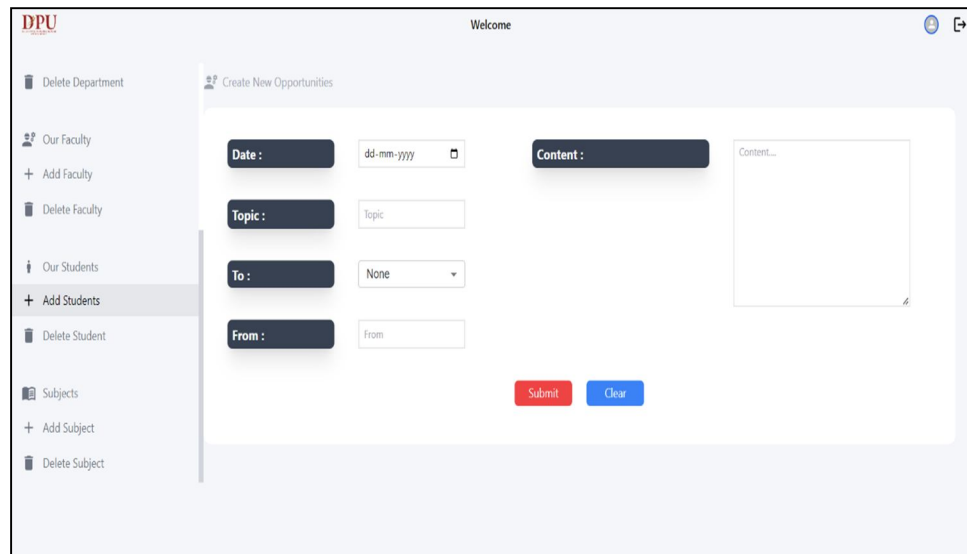 DPU
Welcome
Delete Department
Our Faculty
Add Faculty
Delete Faculty
Our Students
Add Students
Delete Student
Subjects
Add Subject
Delete Subject
Create New Opportunities
Date :
dd-mm-yyyy
Topic :
Topic
To :
None
From :
From
Content :
Content...
Submit
Clear